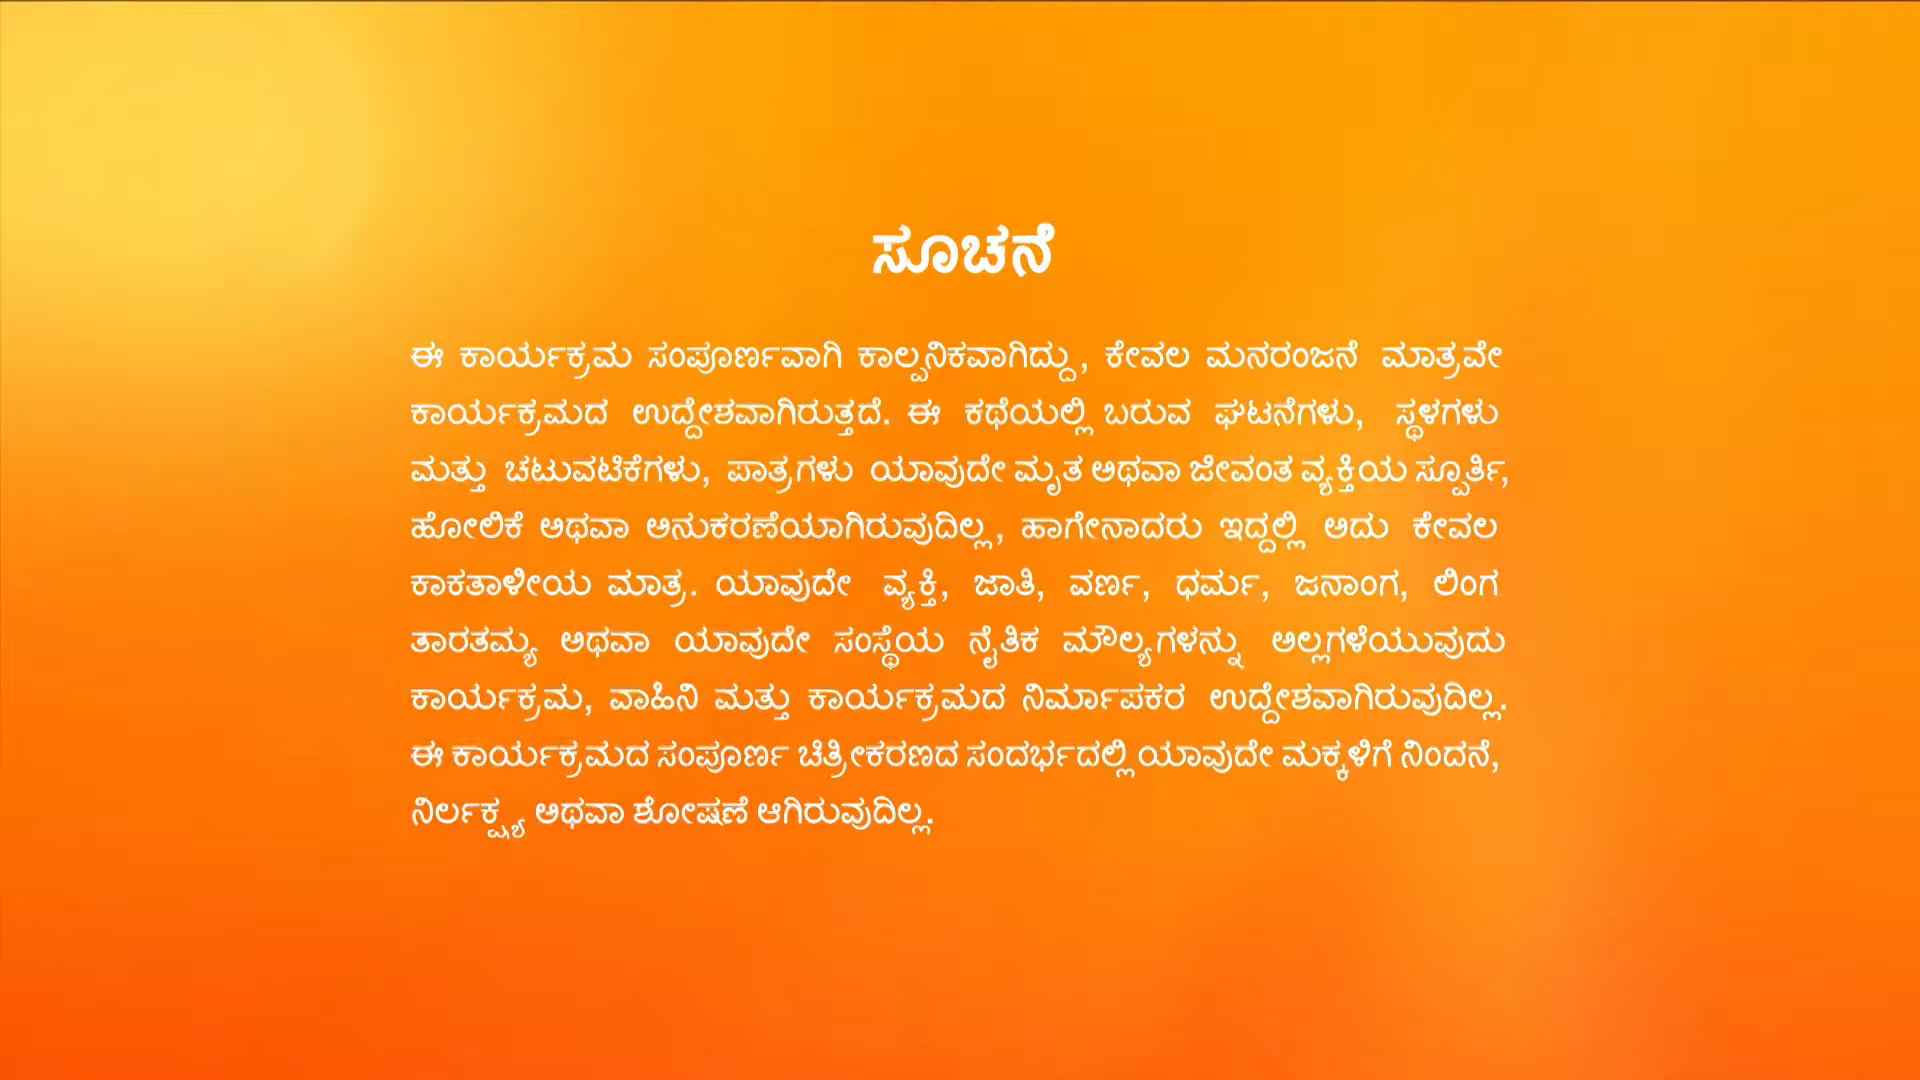 ಸೂಚನೆ
ಈ ಕಾರ್ಯಕ್ರಮ ಸಂಪೂರ್ಣವಾಗಿ ಕಾಲ್ಪನಿಕವಾಗಿದ್ದು, ಕೇವಲ ಮನರಂಜನೆ ಮಾತ್ರವೇ
ಕಾರ್ಯಕ್ರಮದ ಉದ್ದೇಶವಾಗಿರುತ್ತದೆ. ಈ ಕಥೆಯಲ್ಲಿ ಬರುವ ಘಟನೆಗಳು, ಸ್ಥಳಗಳು
ಮತ್ತು ಚಟುವಟಿಕೆಗಳು, ಪಾತ್ರಗಳು ಯಾವುದೇ ಮೃತ ಅಥವಾ ಜೀವಂತ ವ್ಯಕ್ತಿಯ ಸ್ಪೂರ್ತಿ,
ಹೋಲಿಕೆ ಅಥವಾ ಅನುಕರಣೆಯಾಗಿರುವುದಿಲ್ಲ, ಹಾಗೇನಾದರು ಇದ್ದಲ್ಲಿ ಅದು ಕೇವಲ
ಕಾಕತಾಳೀಯ ಮಾತ್ರ. ಯಾವುದೇ ವ್ಯಕ್ತಿ, ಜಾತಿ, ವರ್ಣ, ಧರ್ಮ, ಜನಾಂಗ, ಲಿಂಗ
ತಾರತಮ್ಯ ಅಥವಾ ಯಾವುದೇ ಸಂಸ್ಥೆಯ ನೈತಿಕ ಮೌಲ್ಯಗಳನ್ನು ಅಲ್ಲಗಳೆಯುವುದು
ಕಾರ್ಯಕ್ರಮ, ವಾಹಿನಿ ಮತ್ತು ಕಾರ್ಯಕ್ರಮದ ನಿರ್ಮಾಪಕರ ಉದ್ದೇಶವಾಗಿರುವುದಿಲ್ಲ.
ಈ ಕಾರ್ಯಕ್ರಮದ ಸಂಪೂರ್ಣ ಚಿತ್ರೀಕರಣದ ಸಂದರ್ಭದಲ್ಲಿ ಯಾವುದೇ ಮಕ್ಕಳಿಗೆ ನಿಂದನೆ,
ನಿರ್ಲಕ್ಷ್ಯ ಅಥವಾ ಶೋಷಣೆ ಆಗಿರುವುದಿಲ್ಲ.